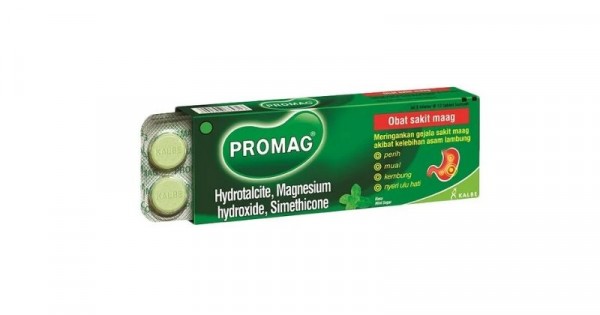 PROMAG®
Hydrotalcite, Magnesium
hydroxide, Simethicone
Obat sakit maag
Meringankan gejala sakit maag
akibat kelebihan asam lambung
perih
mual
kembung
nyeri ulu hati
KALBE
KALBE